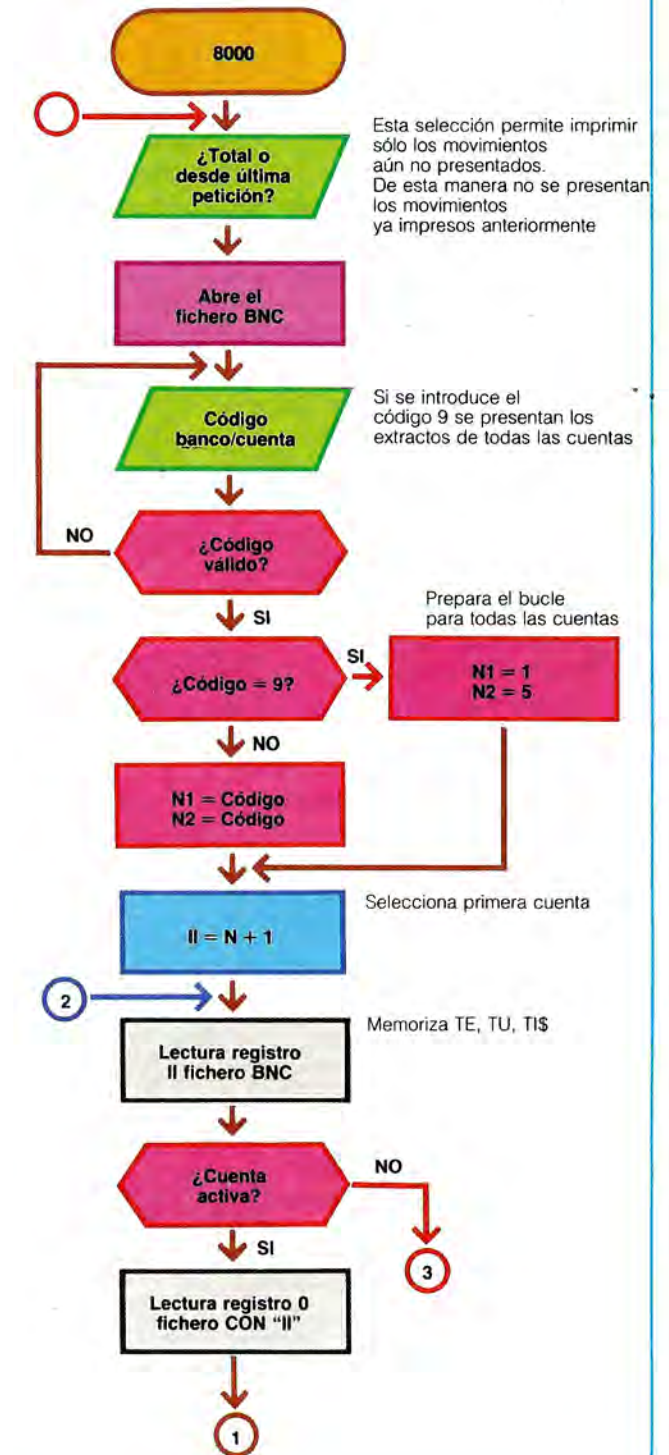 8000
¿Total o
desde última
petición?
Esta selección permite imprimir
sólo los movimientos
aún no presentados.
De esta manera no se presentan
los movimientos
ya impresos anteriormente
Abre el
fichero BNC
Código
banco/cuenta
Si se introduce el
código 9 se presentan los
extractos de todas las cuentas
NO
¿Código
válido?
SI
Prepara el bucle
para todas las cuentas
¿Código = 9?
SI
N1 = 1
N2 = 5
NO
N1 = Código
N2 = Código
Selecciona primera cuenta
II = N + 1
2
Memoriza TE, TU, TI$
Lectura registro
II fichero BNC
¿Cuenta
activa?
NO
SI
3
Lectura registro 0
fichero CON "II"
1